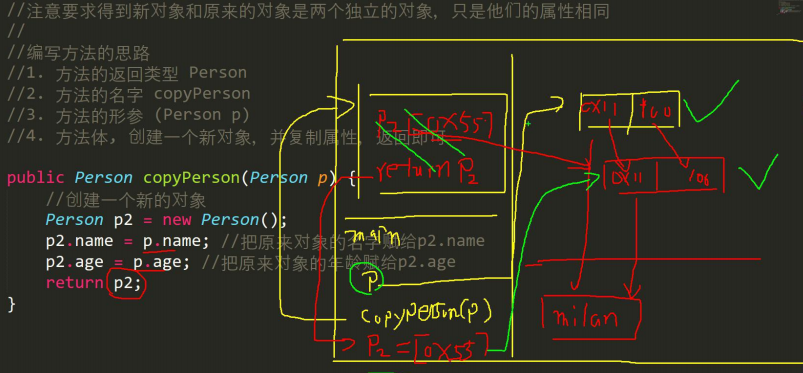 //注意要求得到新对象和原来的对象是两个独立的对象，只是他们的属性相同
//
//编写方法的思路
//1. 方法的返回类型 Person
//2. 方法的名字 copyPerson
//3. 方法的形参 (Person p)
//4. 方法体，创建一个新对象，并复制属性，返回即可
public Person copyPerson(Person p) {
//创建一个新的对象
Person p2 = new Person();
p2.name = p.name; //把原来对象的名字赋给p2.name
p2.age = p.age; //把原来对象的年龄赋给p2.age
return p2;
}
P2 [0x55]
return P2
main
p
copyPerson(p)
P2 = [0x55]
0x11 100
0x11 100
milan